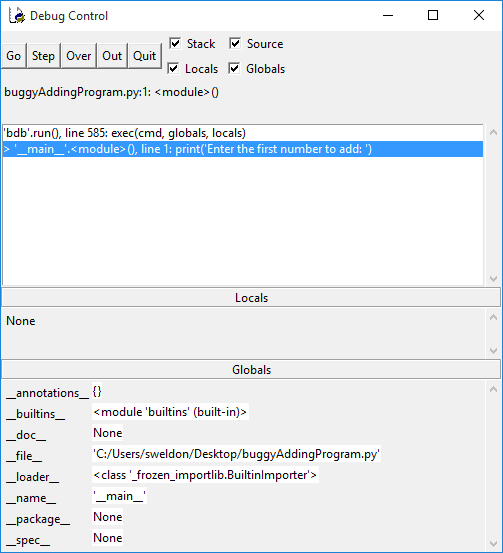 Debug Control
Go Step Over Out Quit Stack Source
Locals Globals
buggyAddingProgram.py:1: <module>()
'bdb'.run(), line 585: exec(cmd, globals, locals)
> '__main__'.<module>(), line 1: print('Enter the first number to add: ')
Locals
None
Globals
__annotations__ {}
__builtins__ <module 'builtins' (built-in)>
__doc__ None
__file__ 'C:/Users/sweldon/Desktop/buggyAddingProgram.py'
__loader__ <class '_frozen_importlib.BuiltinImporter'>
__name__ '__main__'
__package__ None
__spec__ None